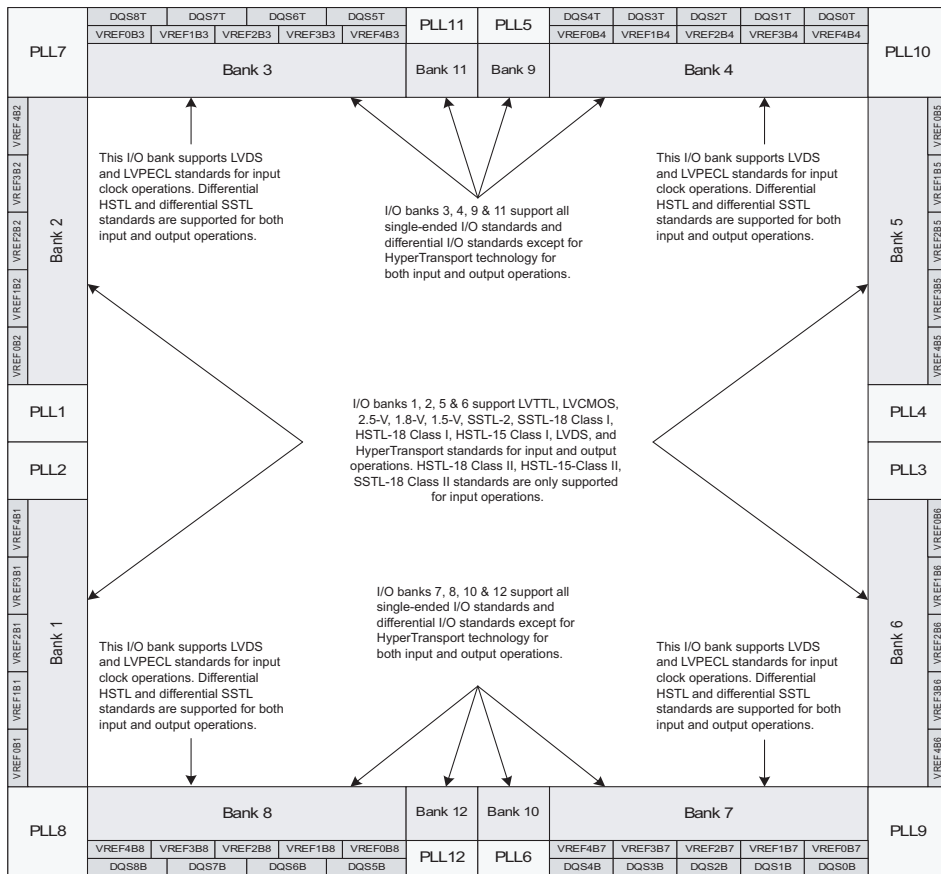 DQS8T DQS7T DQS6T DQS5T
PLL11 PLL5
DQS4T DQS3T DQS2T DQS1T DQS0T
PLL7
VREF0B3 VREF1B3 VREF2B3 VREF3B3 VREF4B3
VREF0B4 VREF1B4 VREF2B4 VREF3B4 VREF4B4
PLL10
Bank 3
Bank 11
Bank 9
Bank 4
VREF4B2
VREF3B2
VREF2B2
VREF1B2
VREF0B2
Bank 2
This I/O bank supports LVDS
and LVPECL standards for input
clock operations. Differential
HSTL and differential SSTL
standards are supported for both
input and output operations.
I/O banks 3, 4, 9 & 11 support all
single-ended I/O standards and
differential I/O standards except for
HyperTransport technology for
both input and output operations.
This I/O bank supports LVDS
and LVPECL standards for input
clock operations. Differential
HSTL and differential SSTL
standards are supported for both
input and output operations.
Bank 5
VREF0B5
VREF1B5
VREF2B5
VREF3B5
VREF4B5
PLL1
PLL2
I/O banks 1, 2, 5 & 6 support LVTTL, LVCMOS,
2.5-V, 1.8-V, 1.5-V, SSTL-2, SSTL-18 Class I,
HSTL-18 Class I, HSTL-15 Class I, LVDS, and
HyperTransport standards for input and output
operations. HSTL-18 Class II, HSTL-15-Class II,
SSTL-18 Class II standards are only supported
for input operations.
PLL4
PLL3
VREF4B1
VREF3B1
VREF2B1
VREF1B1
VREF0B1
Bank 1
This I/O bank supports LVDS
and LVPECL standards for input
clock operations. Differential
HSTL and differential SSTL
standards are supported for both
input and output operations.
I/O banks 7, 8, 10 & 12 support all
single-ended I/O standards and
differential I/O standards except for
HyperTransport technology for
both input and output operations.
This I/O bank supports LVDS
and LVPECL standards for input
clock operations. Differential
HSTL and differential SSTL
standards are supported for both
input and output operations.
Bank 6
VREF0B6
VREF1B6
VREF2B6
VREF3B6
VREF4B6
PLL8
Bank 8
Bank 12
Bank 10
Bank 7
PLL9
VREF4B8 VREF3B8 VREF2B8 VREF1B8 VREF0B8
PLL12 PLL6
VREF4B7 VREF3B7 VREF2B7 VREF1B7 VREF0B7
DQS8B DQS7B DQS6B DQS5B
DQS4B DQS3B DQS2B DQS1B DQS0B